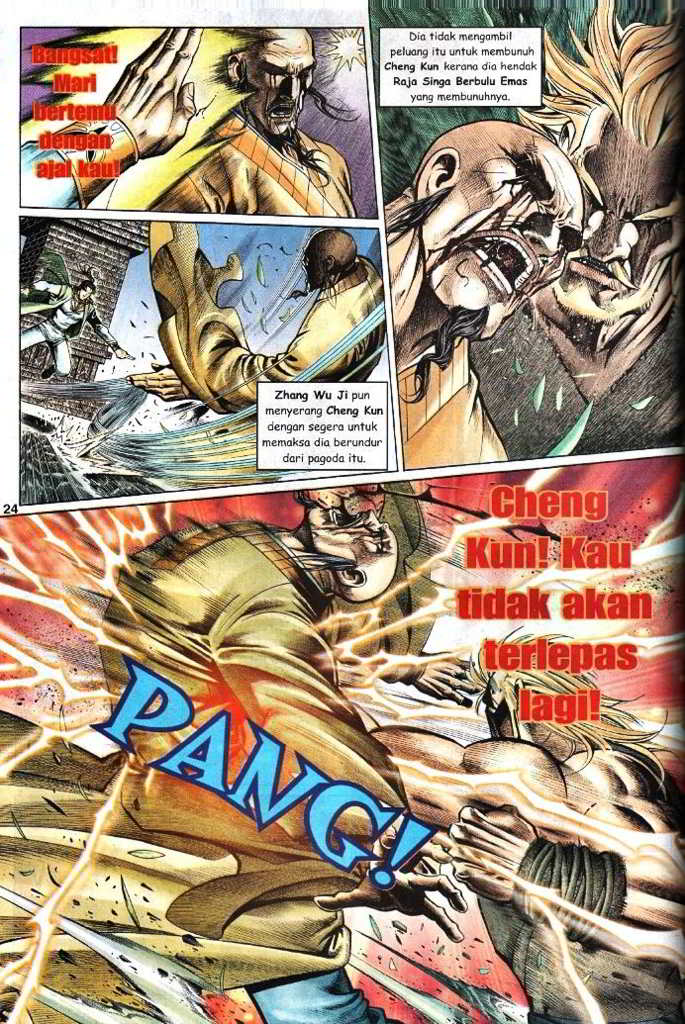 Bangsat!
Mari
bertemu
dengan
ajal kau!
Dia tidak mengambil
peluang itu untuk membunuh
Cheng Kun kerana dia hendak
Raja Singa Berbulu Emas
yang membunuhnya.
Zhang Wu Ji pun
menyerang Cheng Kun
dengan segera untuk
memaksa dia berundur
dari pagoda itu.
24
Cheng
Kun! Kau
tidak akan
terlepas
lagi!
PANG!